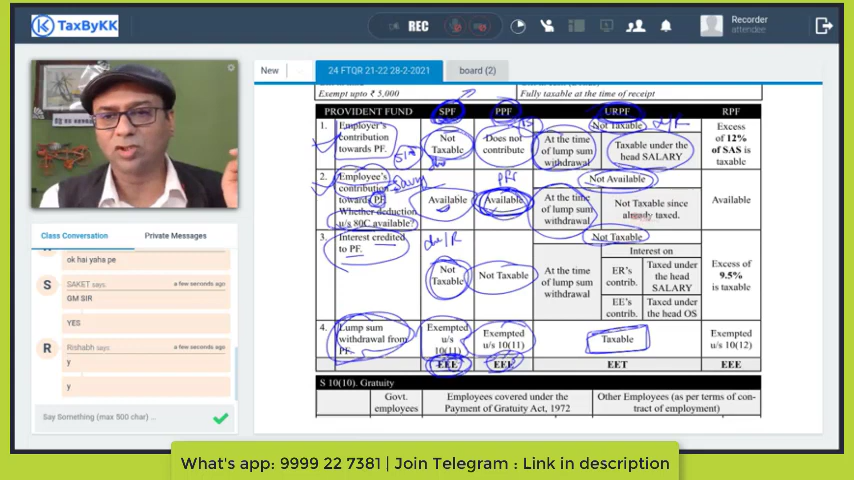 TaxByKK
REC
Recorder
attendee
New
24 FTQR 21-22 28-2-2021
board (2)
Exempt upto ₹ 5,000
Fully taxable at the time of receipt
PROVIDENT FUND SPF PPF URPF RPF
1. Employer's contribution towards PF.
Not Taxable
Does not contribute
Not Taxable
At the time of lump sum withdrawal
Taxable under the head SALARY
Excess of 12% of SAS is taxable
2. Employee's contribution towards PF
Whether deduction u/s 80C available?
Available
Available
Not Available
At the time of lump sum withdrawal
Not Taxable since already taxed.
Available
3. Interest credited to PF.
Not Taxable
Not Taxable
Not Taxable
At the time of lump sum withdrawal
Interest on
ER's contrib.
Taxed under the head SALARY
EE's contrib.
Taxed under the head OS
Excess of 9.5% is taxable
4. Lump sum withdrawal from PF
Exempted u/s 10(11)
Exempted u/s 10(11)
Taxable
Exempted u/s 10(12)
EEE EEE EET EEE
S 10(10). Gratuity
Govt. employees
Employees covered under the Payment of Gratuity Act, 1972
Other Employees (as per terms of contract of employment)
Class Conversation
Private Messages
ok hai yaha pe
S
SAKET says:
a few seconds ago
GM SIR
YES
R
Rishabh says:
a few seconds ago
y
y
Say Something (max 500 char)
What's app: 9999 22 7381 | Join Telegram : Link in description